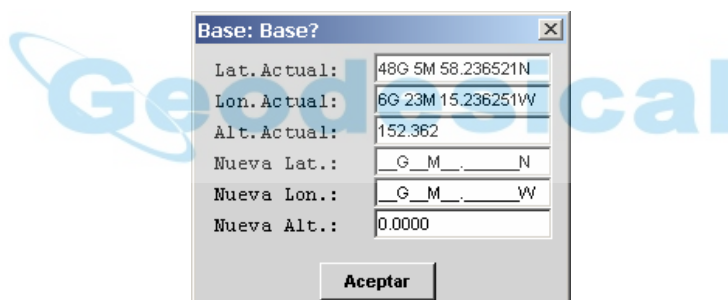 Base: Base?
Lat.Actual: 48G 5M 58.236521N
Lon.Actual: 6G 23M 15.236251W
Alt.Actual: 152.362
Nueva Lat.: __G__M__.______N
Nueva Lon.: __G__M__.______W
Nueva Alt.: 0.0000
Aceptar
Geodesical